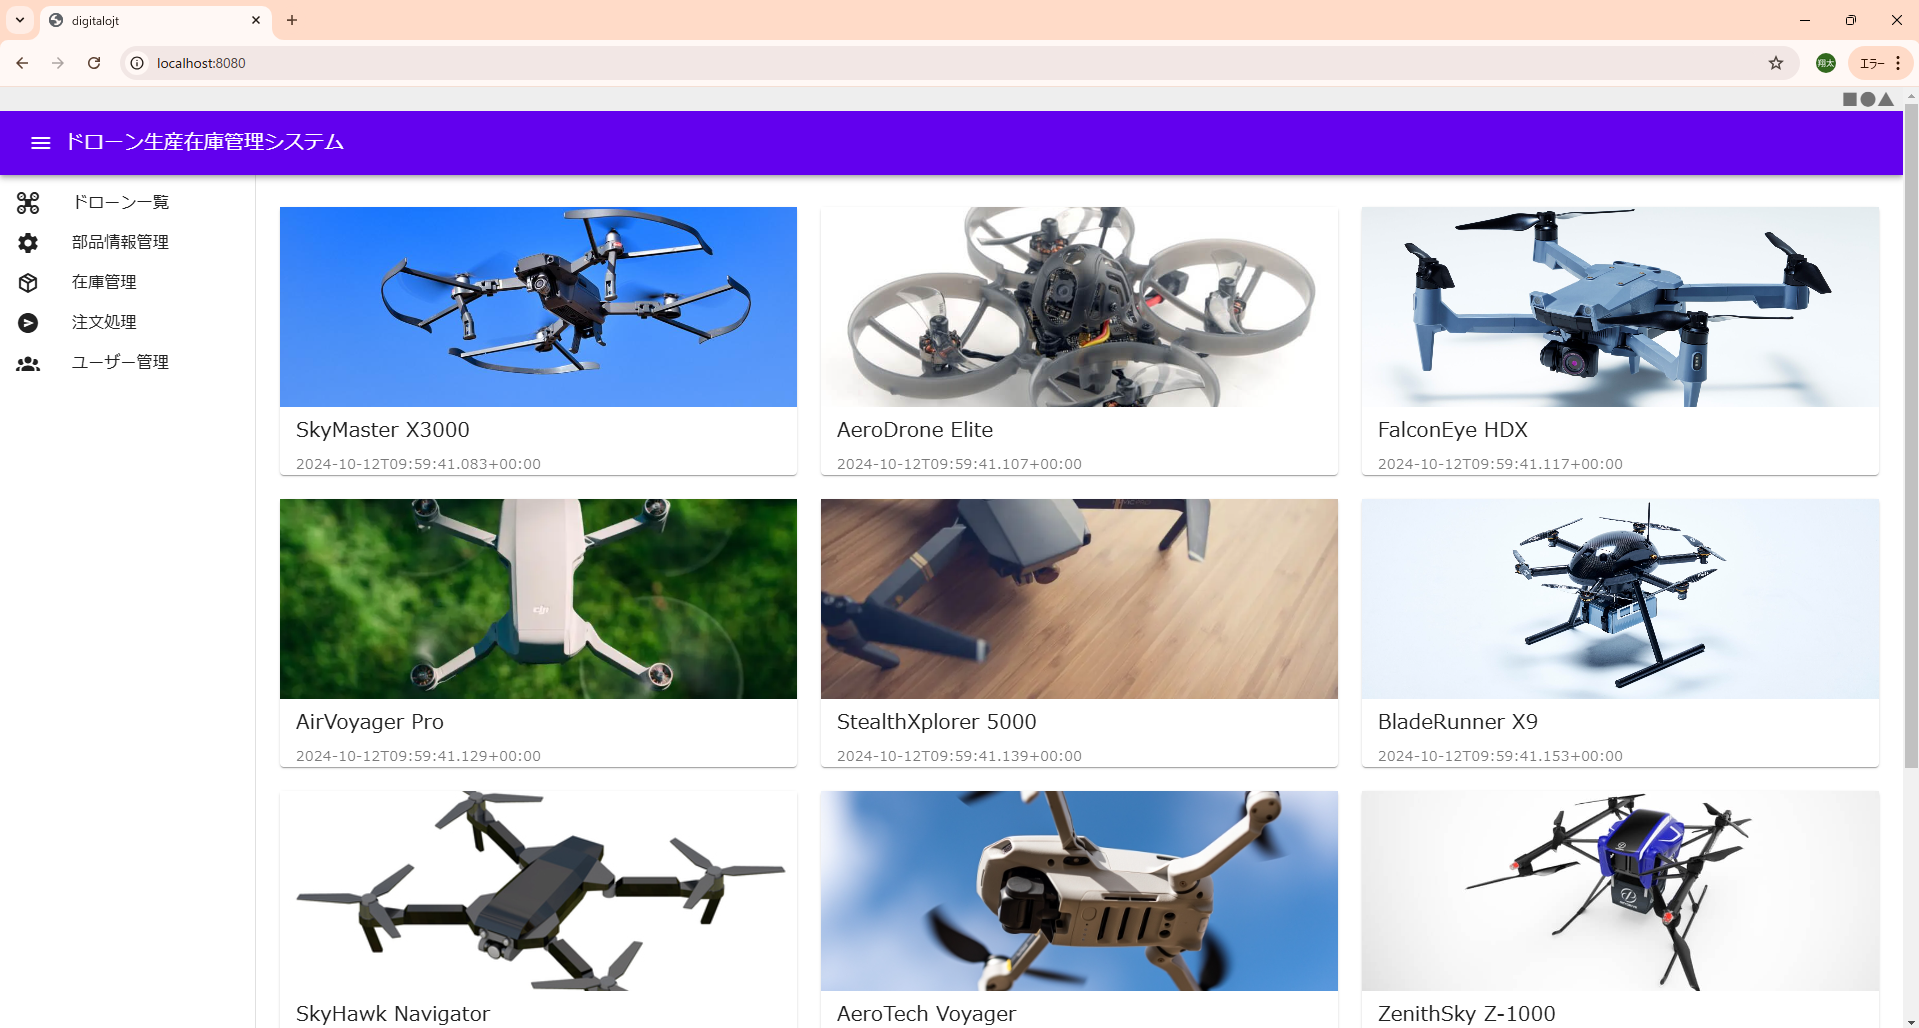 digitalojt
localhost:8080
翔太
エラー
ドローン生産在庫管理システム
ドローン一覧
部品情報管理
在庫管理
注文処理
ユーザー管理
SkyMaster X3000
2024-10-12T09:59:41.083+00:00
AeroDrone Elite
2024-10-12T09:59:41.107+00:00
FalconEye HDX
2024-10-12T09:59:41.117+00:00
dji
AirVoyager Pro
2024-10-12T09:59:41.129+00:00
StealthXplorer 5000
2024-10-12T09:59:41.139+00:00
BladeRunner X9
2024-10-12T09:59:41.153+00:00
SkyHawk Navigator
AeroTech Voyager
ZenithSky Z-1000